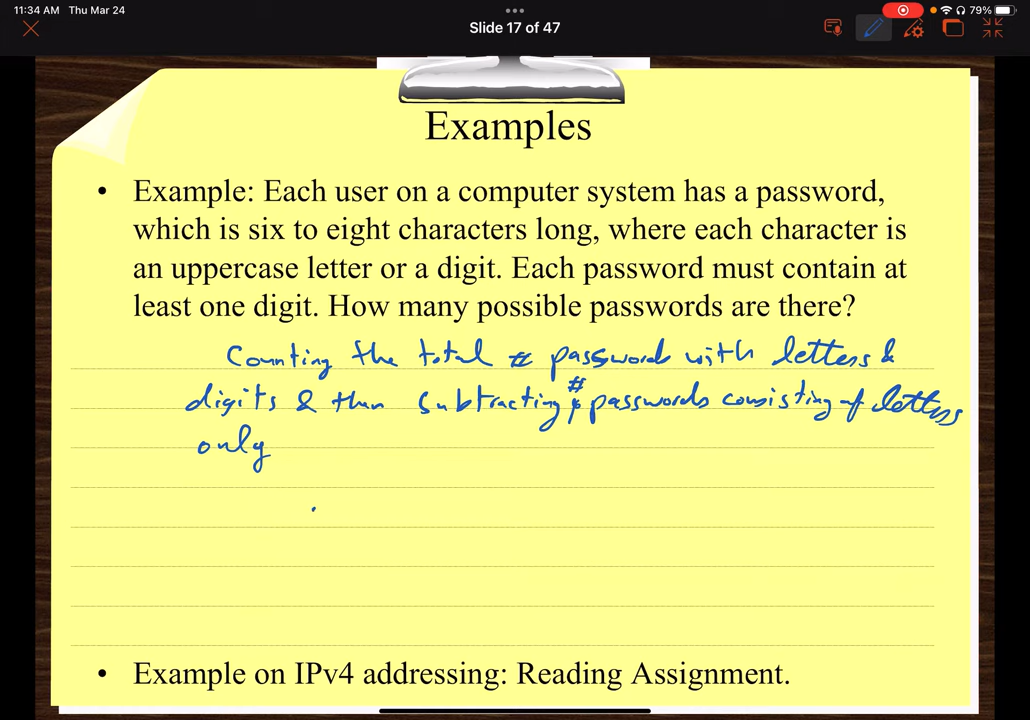 11:34 AM Thu Mar 24
79%
Slide 17 of 47
Examples
• Example: Each user on a computer system has a password,
which is six to eight characters long, where each character is
an uppercase letter or a digit. Each password must contain at
least one digit. How many possible passwords are there?
Counting the total # passwords with letters &
digits & then subtracting # passwords consisting of letters
only
• Example on IPv4 addressing: Reading Assignment.